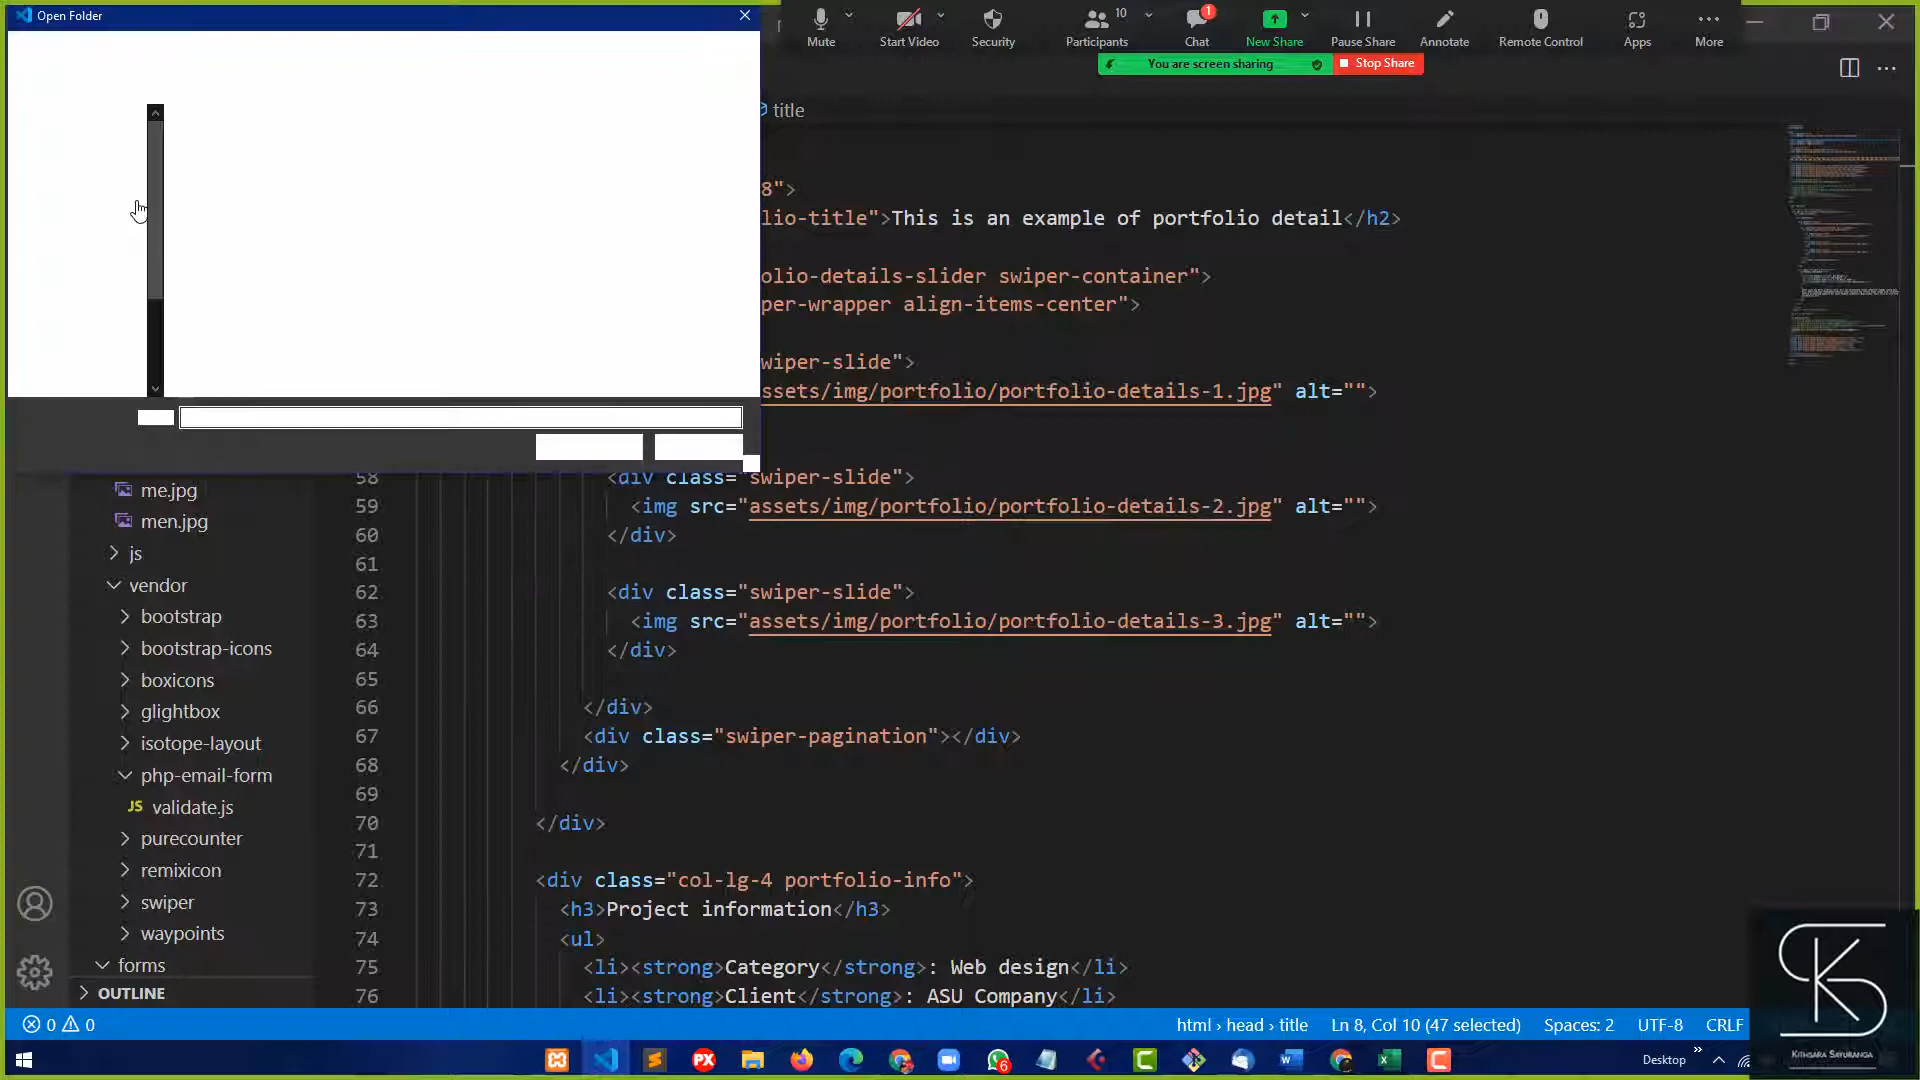 Open Folder
Mute
Start Video
Security
Participants
10
Chat
1
New Share
Pause Share
Annotate
Remote Control
Apps
More
You are screen sharing
Stop Share
title
8">
lio-title">This is an example of portfolio detail</h2>
olio-details-slider swiper-container">
per-wrapper align-items-center">
wiper-slide">
ssets/img/portfolio/portfolio-details-1.jpg" alt="">
58 <div class="swiper-slide">
59 <img src="assets/img/portfolio/portfolio-details-2.jpg" alt="">
60 </div>
61
62 <div class="swiper-slide">
63 <img src="assets/img/portfolio/portfolio-details-3.jpg" alt="">
64 </div>
65
66 </div>
67 <div class="swiper-pagination"></div>
68 </div>
69
70 </div>
71
72 <div class="col-lg-4 portfolio-info">
73 <h3>Project information</h3>
74 <ul>
75 <li><strong>Category</strong>: Web design</li>
76 <li><strong>Client</strong>: ASU Company</li>
me.jpg
men.jpg
js
vendor
bootstrap
bootstrap-icons
boxicons
glightbox
isotope-layout
php-email-form
JS validate.js
purecounter
remixicon
swiper
waypoints
forms
OUTLINE
0 0
html › head › title
Ln 8, Col 10 (47 selected)
Spaces: 2
UTF-8
CRLF
PX
6
Desktop
KITHSARA SAYURANGA